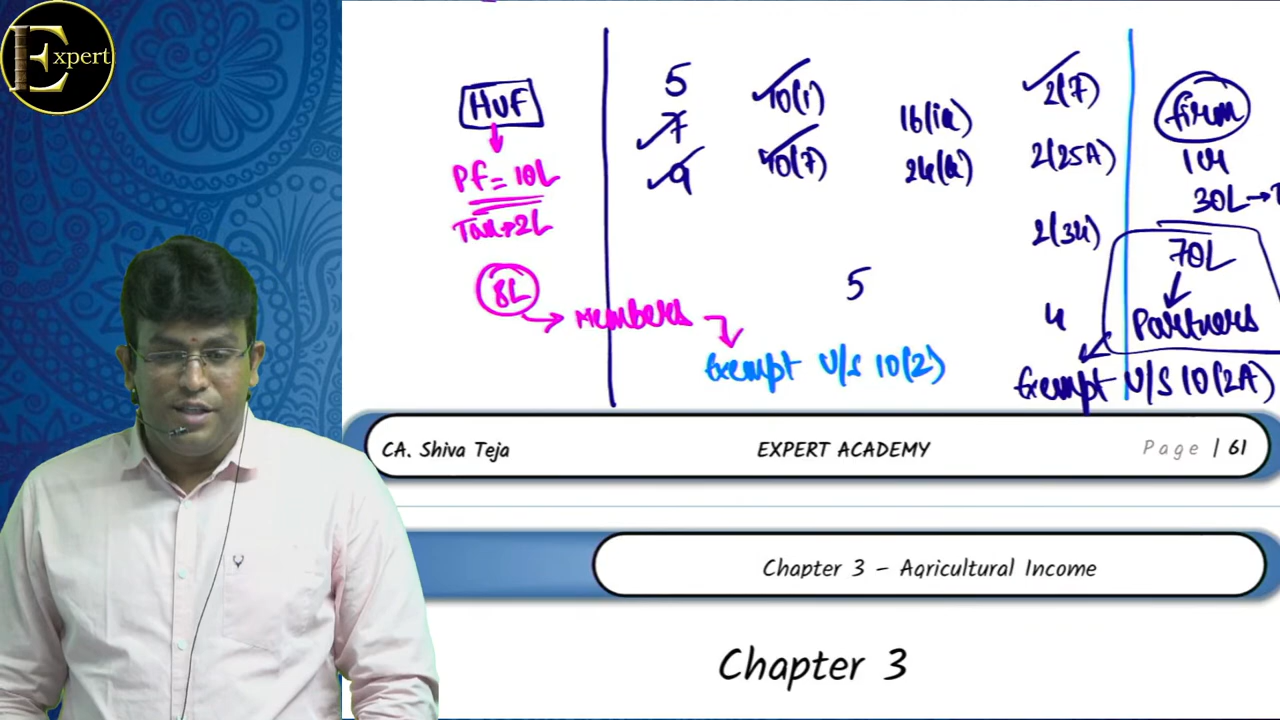 Expert
HUF
Pf = 10L
Tax → 2L
8L → Members
Exempt U/S 10(2)
5
7
9
10(1)
10(7)
16(ia)
24(a)
5
2(7)
2(25A)
2(34)
4
firm
30L → T
70L
Partners
Exempt U/S 10(2A)
CA. Shiva Teja
EXPERT ACADEMY
Page | 61
Chapter 3 – Agricultural Income
Chapter 3